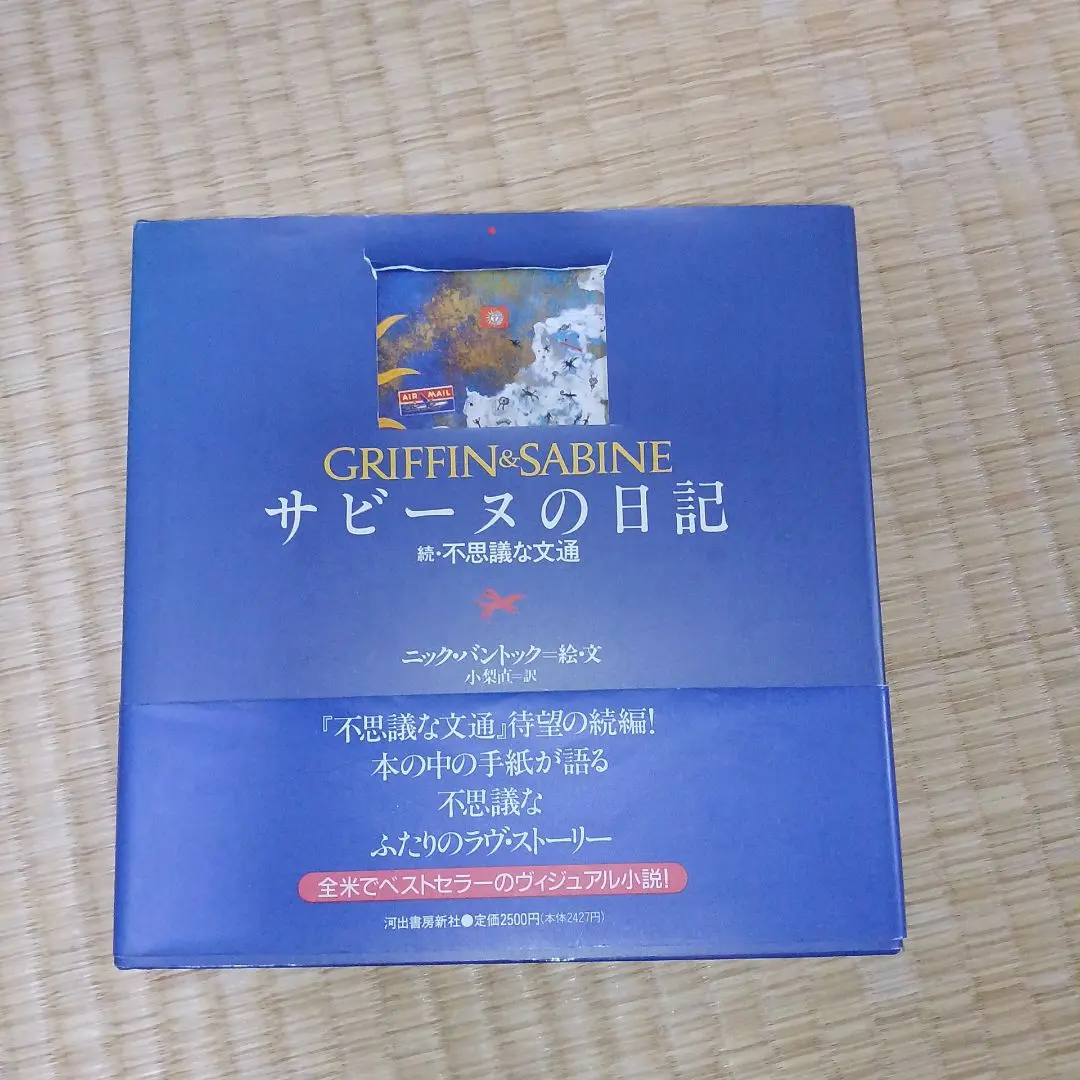 AIR MAIL
GRIFFIN&SABINE
サビーヌの日記
続・不思議な文通
ニック・バントック=絵・文
小梨直=訳
『不思議な文通』待望の続編!
本の中の手紙が語る
不思議な
ふたりのラヴ・ストーリー
全米でベストセラーのヴィジュアル小説!
河出書房新社●定価2500円(本体2427円)